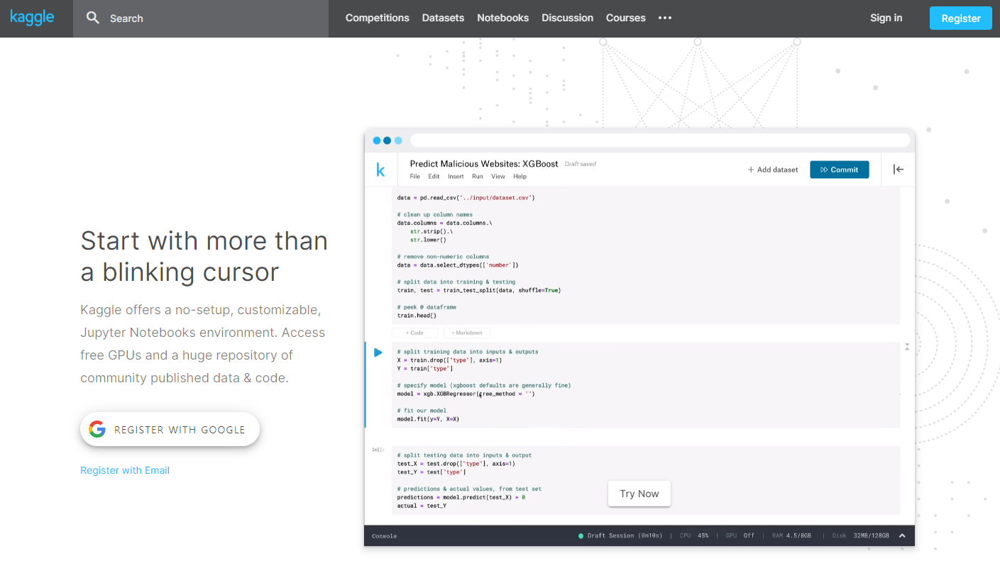 kaggle
Search
Competitions Datasets Notebooks Discussion Courses •••
Sign in
Register
Start with more than
a blinking cursor
Kaggle offers a no-setup, customizable,
Jupyter Notebooks environment. Access
free GPUs and a huge repository of
community published data & code.
REGISTER WITH GOOGLE
Register with Email
k
Predict Malicious Websites: XGBoost Draft saved
File Edit Insert Run View Help
+ Add dataset
Commit
data = pd.read_csv("../input/dataset.csv")
# clean up column names
data.columns = data.columns.\
str.strip().\
str.lower()
# remove non-numeric columns
data = data.select_dtypes(['number'])
# split data into training & testing
train, test = train_test_split(data, shuffle=True)
# peek @ dataframe
train.head()
+ Code + Markdown
# split training data into inputs & outputs
X = train.drop(["type"], axis=1)
Y = train["type"]
# specify model (xgboost defaults are generally fine)
model = xgb.XGBRegressor(tree_method = "")
# fit our model
model.fit(y=Y, X=X)
In[]:
# split testing data into inputs & output
test_X = test.drop(["type"], axis=1)
test_Y = test["type"]
# predictions & actual values, from test set
predictions = model.predict(test_X) > 0
actual = test_Y
Try Now
Console
Draft Session (0m10s) | CPU 45% | GPU Off | RAM 4.5/8GB | Disk 32MB/128GB